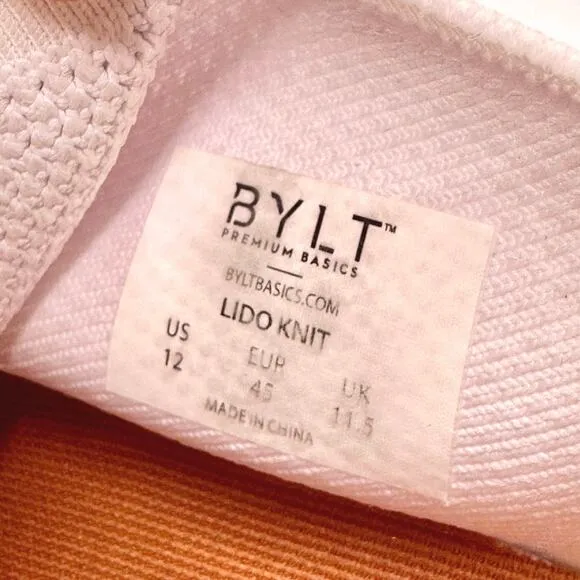 BYLT™
PREMIUM BASICS
BYLTBASICS.COM
LIDO KNIT
US EUR UK
12 45 11.5
MADE IN CHINA